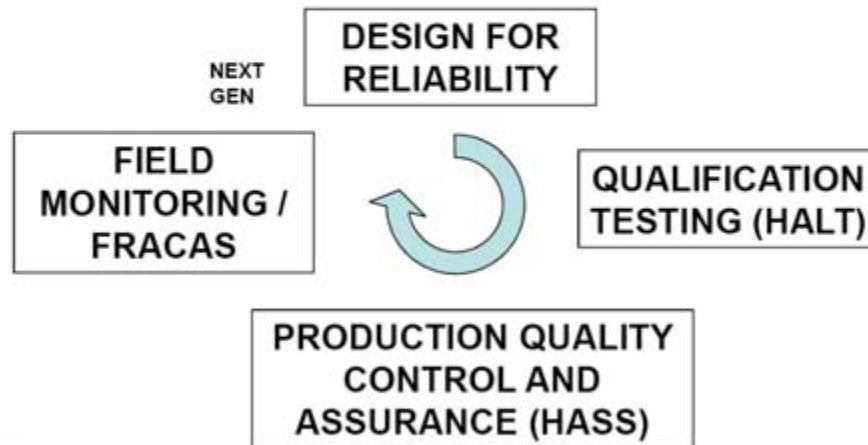 DESIGN FOR
RELIABILITY
NEXT
GEN
FIELD
MONITORING /
FRACAS
QUALIFICATION
TESTING (HALT)
PRODUCTION QUALITY
CONTROL AND
ASSURANCE (HASS)